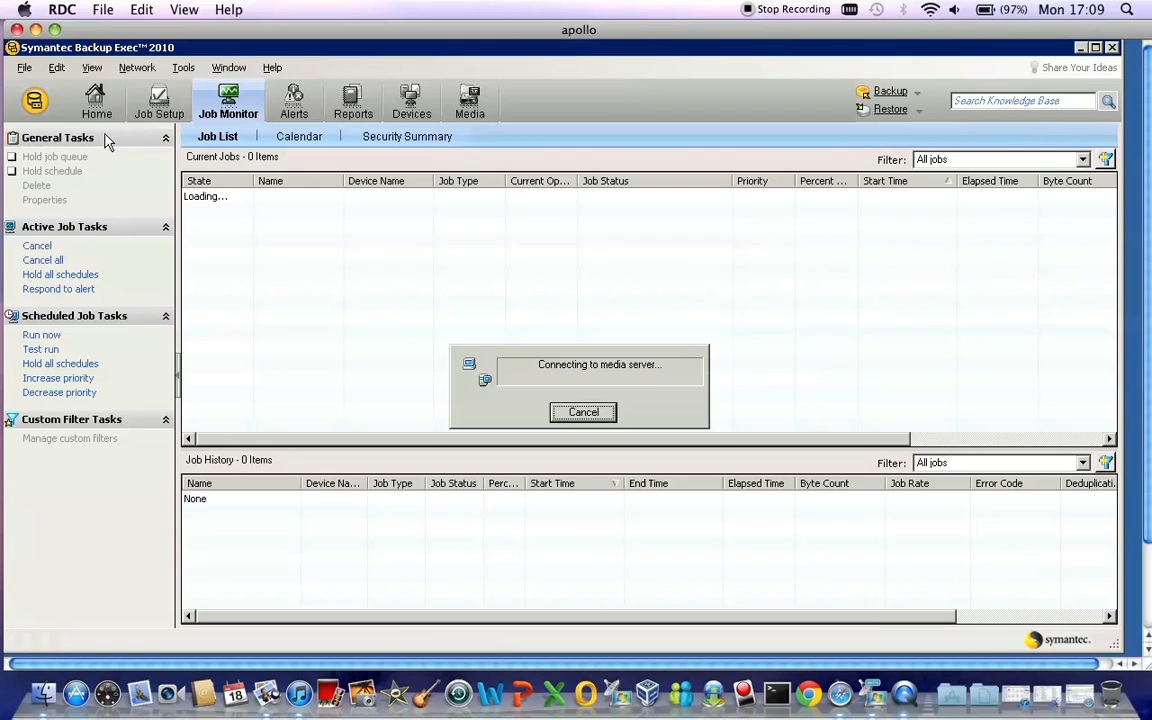 RDC File Edit View Help Stop Recording (97%) Mon 17:09
apollo
Symantec Backup Exec™ 2010
File Edit View Network Tools Window Help Share Your Ideas
Home Job Setup Job Monitor Alerts Reports Devices Media Backup Restore Search Knowledge Base
General Tasks
Hold job queue
Hold schedule
Delete
Properties
Active Job Tasks
Cancel
Cancel all
Hold all schedules
Respond to alert
Scheduled Job Tasks
Run now
Test run
Hold all schedules
Increase priority
Decrease priority
Custom Filter Tasks
Manage custom filters
Job List Calendar Security Summary
Current Jobs - 0 Items Filter: All jobs
State Name Device Name Job Type Current Op... Job Status Priority Percent ... Start Time Elapsed Time Byte Count
Loading...
Connecting to media server...
Cancel
Job History - 0 Items Filter: All jobs
Name Device Na... Job Type Job Status Perc... Start Time End Time Elapsed Time Byte Count Job Rate Error Code Deduplicati.
None
symantec.
18